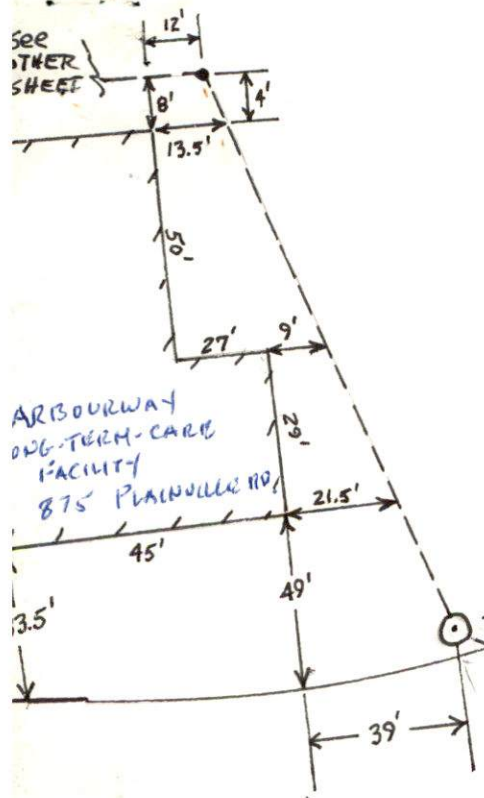 12'
See
OTHER
SHEET
8'
4'
13.5'
50'
27'
9'
ARBOURWAY
ONG-TERM-CARE
FACILITY
875 PLAINVILLE RD.
29'
21.5'
45'
49'
3.5'
39'